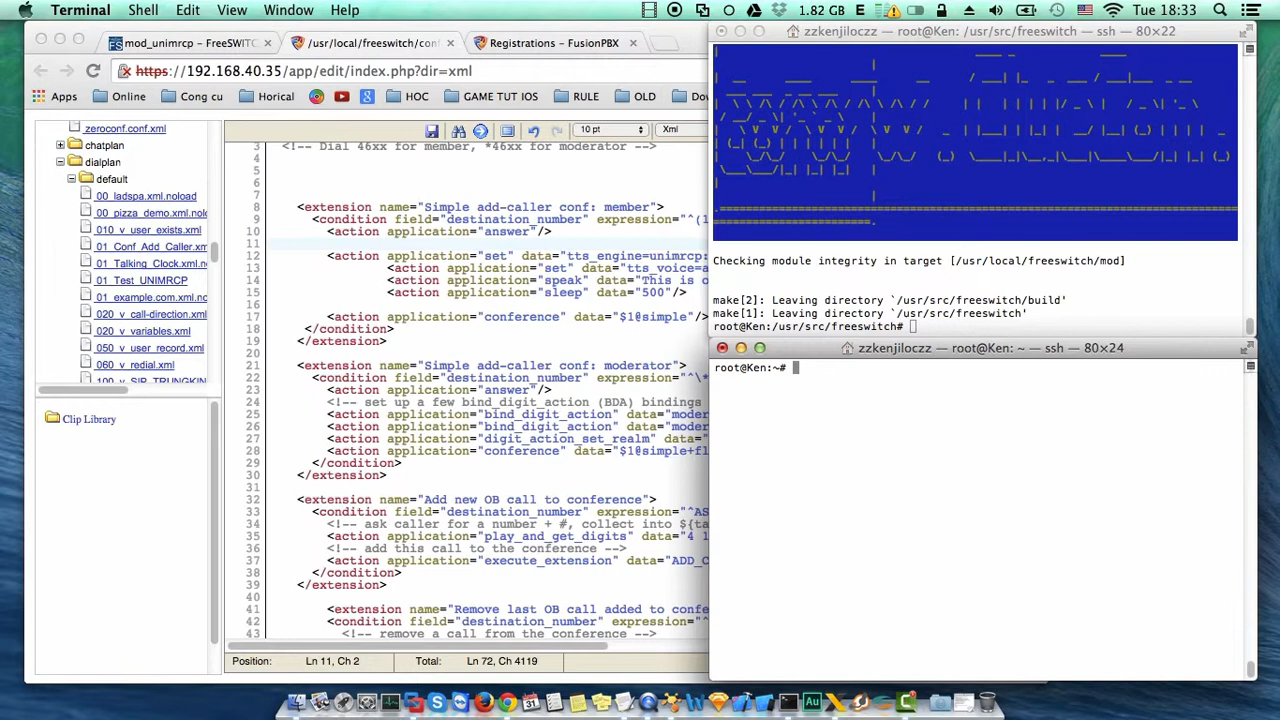 Terminal Shell Edit View Window Help 1.82 GB Tue 18:33
mod_unimrcp - FreeSWITC
/usr/local/freeswitch/con
Registrations - FusionPBX
https://192.168.40.35/app/edit/index.php?dir=xml
Apps Online Cong cu Horical HOC GAME TUT IOS RULE OLD Dow
zeroconf.conf.xml
chatplan
dialplan
default
00_ladspa.xml.noload
00_pizza_demo.xml.nolo
010_v_user_exists.xml
01_Conf_Add_Caller.xm
01_Talking_Clock.xml.n
01_Test_UNIMRCP
01_example.com.xml.no
020_v_call-direction.xml
020_v_variables.xml
050_v_user_record.xml
060_v_redial.xml
100_v_SIP_TRUNGKIN
Clip Library
10 pt Xml
3 <!-- Dial 46xx for member, *46xx for moderator -->
4
5
6
7
8 <extension name="Simple add-caller conf: member">
9 <condition field="destination_number" expression="^(1
10 <action application="answer"/>
11
12 <action application="set" data="tts_engine=unimrcp:
13 <action application="set" data="tts_voice=a
14 <action application="speak" data="This is o
15 <action application="sleep" data="500"/>
16
17 <action application="conference" data="$1@simple"/>
18 </condition>
19 </extension>
20
21 <extension name="Simple add-caller conf: moderator">
22 <condition field="destination_number" expression="^\*
23 <action application="answer"/>
24 <!-- set up a few bind_digit_action (BDA) bindings
25 <action application="bind_digit_action" data="moder
26 <action application="bind_digit_action" data="moder
27 <action application="digit_action_set_realm" data=
28 <action application="conference" data="$1@simple+fl
29 </condition>
30 </extension>
31
32 <extension name="Add new OB call to conference">
33 <condition field="destination_number" expression="^AS
34 <!-- ask caller for a number + #, collect into ${ta
35 <action application="play_and_get_digits" data="4 1
36 <!-- add this call to the conference -->
37 <action application="execute_extension" data="ADD_C
38 </condition>
39 </extension>
40
41 <extension name="Remove last OB call added to confe
42 <condition field="destination_number" expression="^
43 <!-- remove a call from the conference -->
Position: Ln 11, Ch 2 Total: Ln 72, Ch 4119
zzkenjiloczz — root@Ken: /usr/src/freeswitch — ssh — 80×22
Checking module integrity in target [/usr/local/freeswitch/mod]
make[2]: Leaving directory `/usr/src/freeswitch/build'
make[1]: Leaving directory `/usr/src/freeswitch'
root@Ken:/usr/src/freeswitch#
zzkenjiloczz — root@Ken: ~ — ssh — 80×24
root@Ken:~#